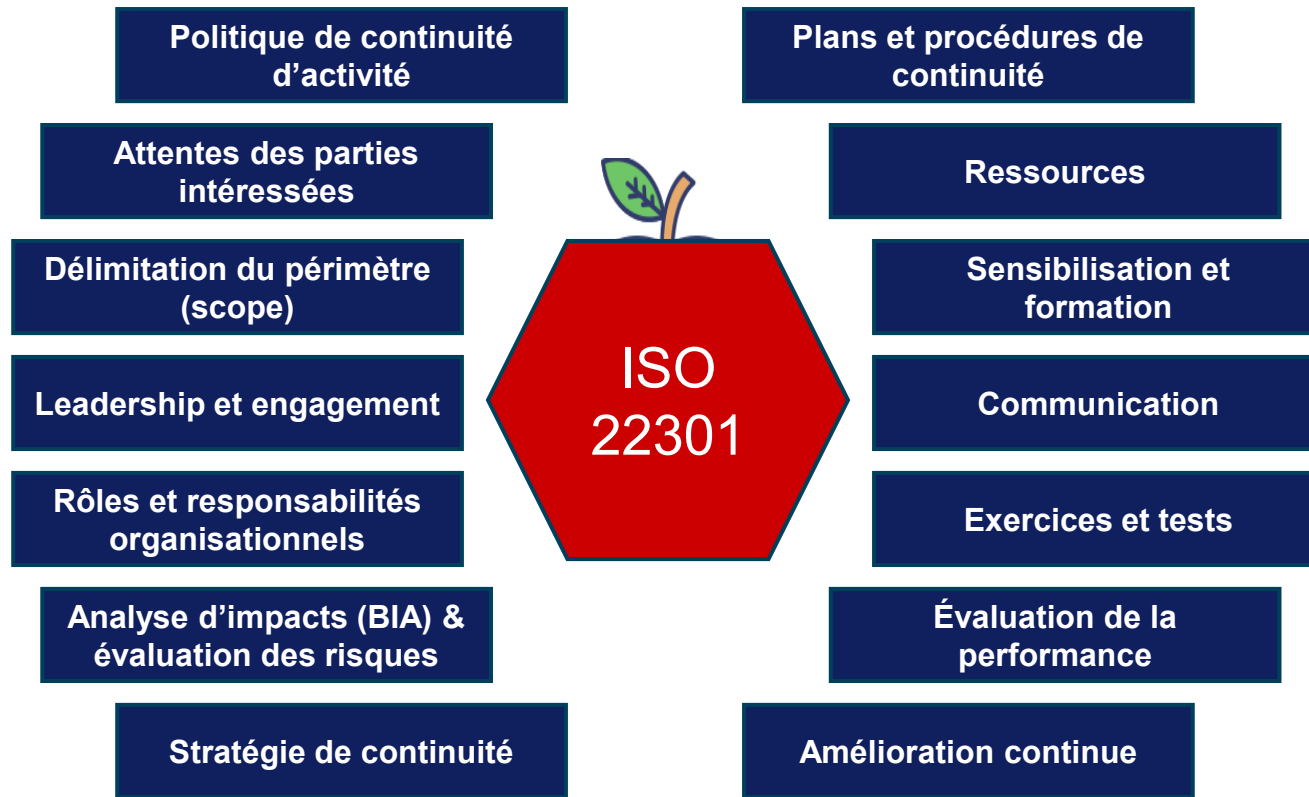 Politique de continuité
d’activité
Attentes des parties
intéressées
Délimitation du périmètre
(scope)
Leadership et engagement
Rôles et responsabilités
organisationnels
Analyse d’impacts (BIA) &
évaluation des risques
Stratégie de continuité
ISO
22301
Plans et procédures de
continuité
Ressources
Sensibilisation et
formation
Communication
Exercices et tests
Évaluation de la
performance
Amélioration continue